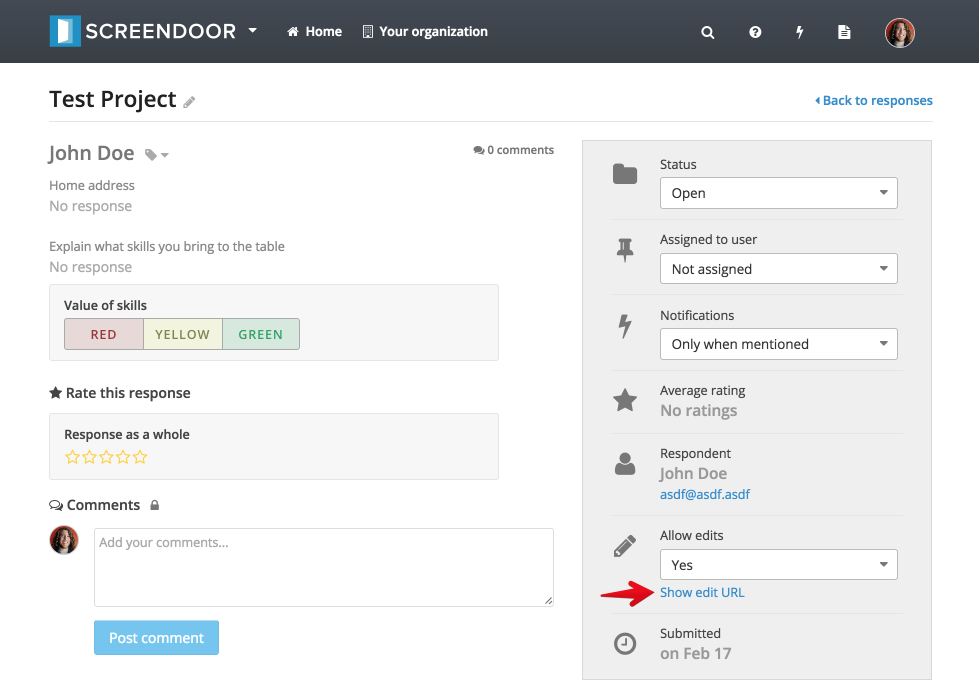 SCREENDOOR
Home
Your organization
Test Project
Back to responses
John Doe
0 comments
Home address
No response
Explain what skills you bring to the table
No response
Value of skills
RED YELLOW GREEN
Rate this response
Response as a whole
Comments
Add your comments...
Post comment
Status
Open
Assigned to user
Not assigned
Notifications
Only when mentioned
Average rating
No ratings
Respondent
John Doe
asdf@asdf.asdf
Allow edits
Yes
Show edit URL
Submitted
on Feb 17